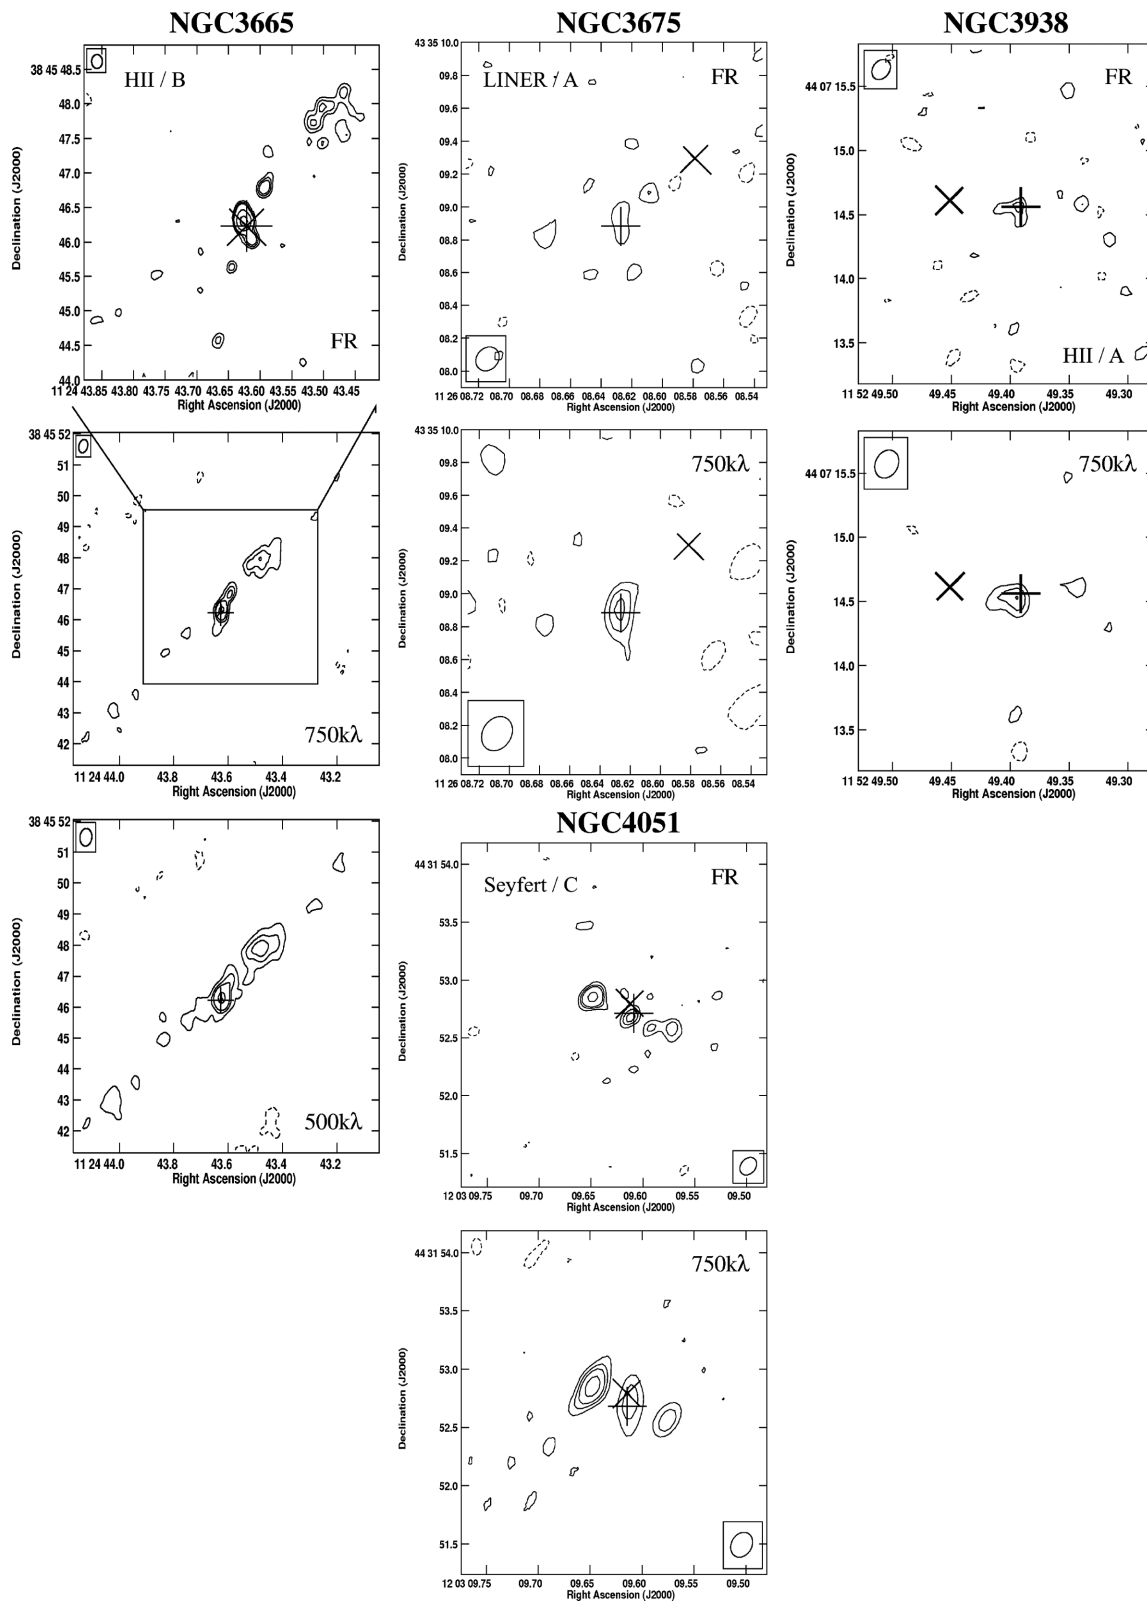 NGC3665
HII / B
FR
Declination (J2000)
38 45 48.5
48.0
47.5
47.0
46.5
46.0
45.5
45.0
44.5
44.0
11 24 43.85 43.80 43.75 43.70 43.65 43.60 43.55 43.50 43.45
Right Ascension (J2000)
NGC3675
LINER / A
FR
Declination (J2000)
43 35 10.0
09.8
09.6
09.4
09.2
09.0
08.8
08.6
08.4
08.2
08.0
11 26 08.72 08.70 08.68 08.66 08.64 08.62 08.60 08.58 08.56 08.54
Right Ascension (J2000)
NGC3938
FR
HII / A
Declination (J2000)
44 07 15.5
15.0
14.5
14.0
13.5
11 52 49.50 49.45 49.40 49.35 49.30
Right Ascension (J2000)
750kλ
Declination (J2000)
38 45 52
51
50
49
48
47
46
45
44
43
42
11 24 44.0 43.8 43.6 43.4 43.2
Right Ascension (J2000)
750kλ
Declination (J2000)
43 35 10.0
09.8
09.6
09.4
09.2
09.0
08.8
08.6
08.4
08.2
08.0
11 26 08.72 08.70 08.68 08.66 08.64 08.62 08.60 08.58 08.56 08.54
Right Ascension (J2000)
750kλ
Declination (J2000)
44 07 15.5
15.0
14.5
14.0
13.5
11 52 49.50 49.45 49.40 49.35 49.30
Right Ascension (J2000)
500kλ
Declination (J2000)
38 45 52
51
50
49
48
47
46
45
44
43
42
11 24 44.0 43.8 43.6 43.4 43.2
Right Ascension (J2000)
NGC4051
Seyfert / C
FR
Declination (J2000)
44 31 54.0
53.5
53.0
52.5
52.0
51.5
12 03 09.75 09.70 09.65 09.60 09.55 09.50
Right Ascension (J2000)
750kλ
Declination (J2000)
44 31 54.0
53.5
53.0
52.5
52.0
51.5
12 03 09.75 09.70 09.65 09.60 09.55 09.50
Right Ascension (J2000)